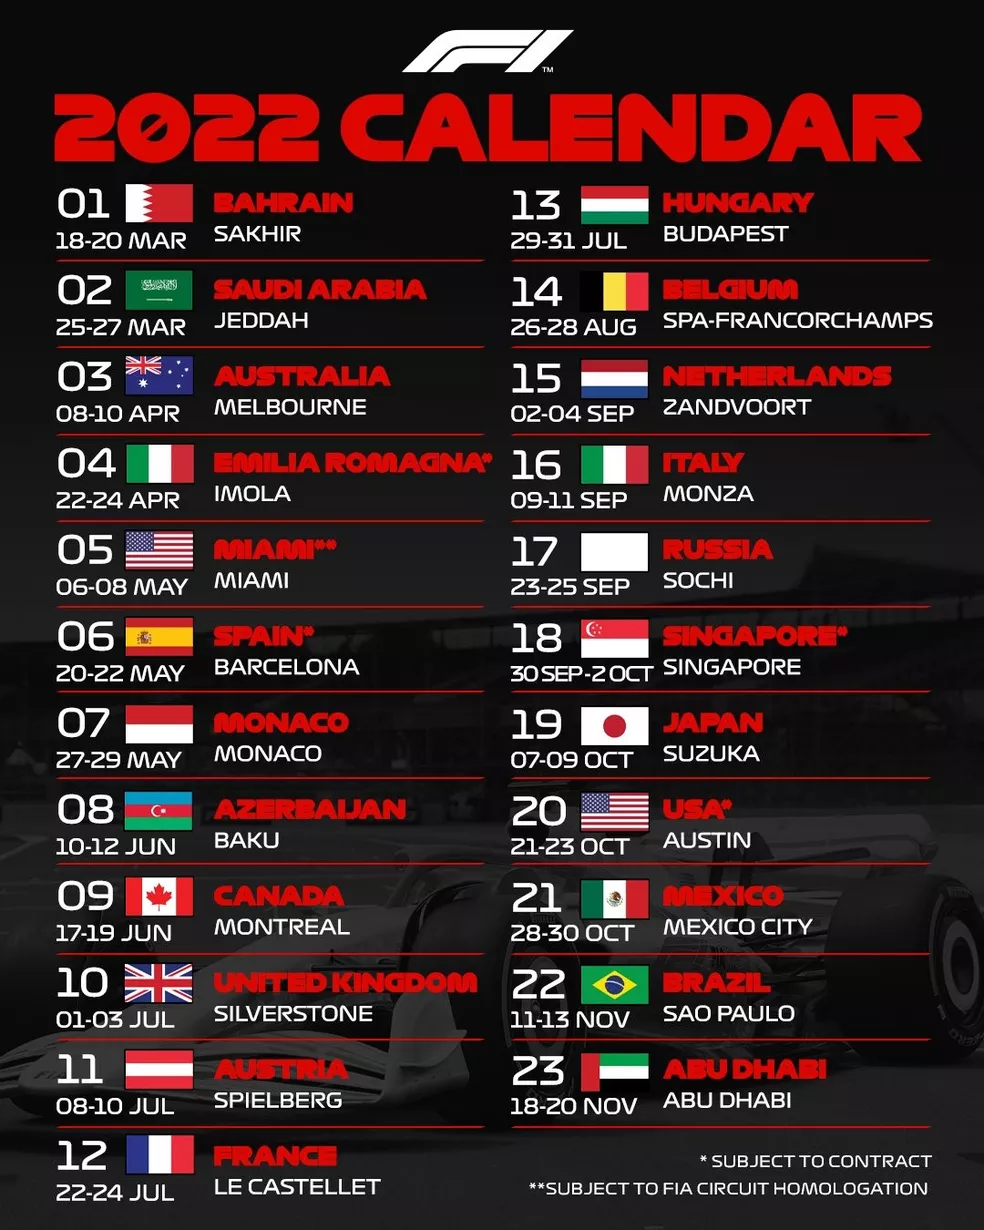 F1 ™
2022 CALENDAR
01 BAHRAIN
18-20 MAR SAKHIR
02 SAUDI ARABIA
25-27 MAR JEDDAH
03 AUSTRALIA
08-10 APR MELBOURNE
04 EMILIA ROMAGNA*
22-24 APR IMOLA
05 MIAMI**
06-08 MAY MIAMI
06 SPAIN*
20-22 MAY BARCELONA
07 MONACO
27-29 MAY MONACO
08 AZERBAIJAN
10-12 JUN BAKU
09 CANADA
17-19 JUN MONTREAL
10 UNITED KINGDOM
01-03 JUL SILVERSTONE
11 AUSTRIA
08-10 JUL SPIELBERG
12 FRANCE
22-24 JUL LE CASTELLET
13 HUNGARY
29-31 JUL BUDAPEST
14 BELGIUM
26-28 AUG SPA-FRANCORCHAMPS
15 NETHERLANDS
02-04 SEP ZANDVOORT
16 ITALY
09-11 SEP MONZA
17 RUSSIA
23-25 SEP SOCHI
18 SINGAPORE*
30 SEP-2 OCT SINGAPORE
19 JAPAN
07-09 OCT SUZUKA
20 USA*
21-23 OCT AUSTIN
21 MEXICO
28-30 OCT MEXICO CITY
22 BRAZIL
11-13 NOV SAO PAULO
23 ABU DHABI
18-20 NOV ABU DHABI
* SUBJECT TO CONTRACT
**SUBJECT TO FIA CIRCUIT HOMOLOGATION